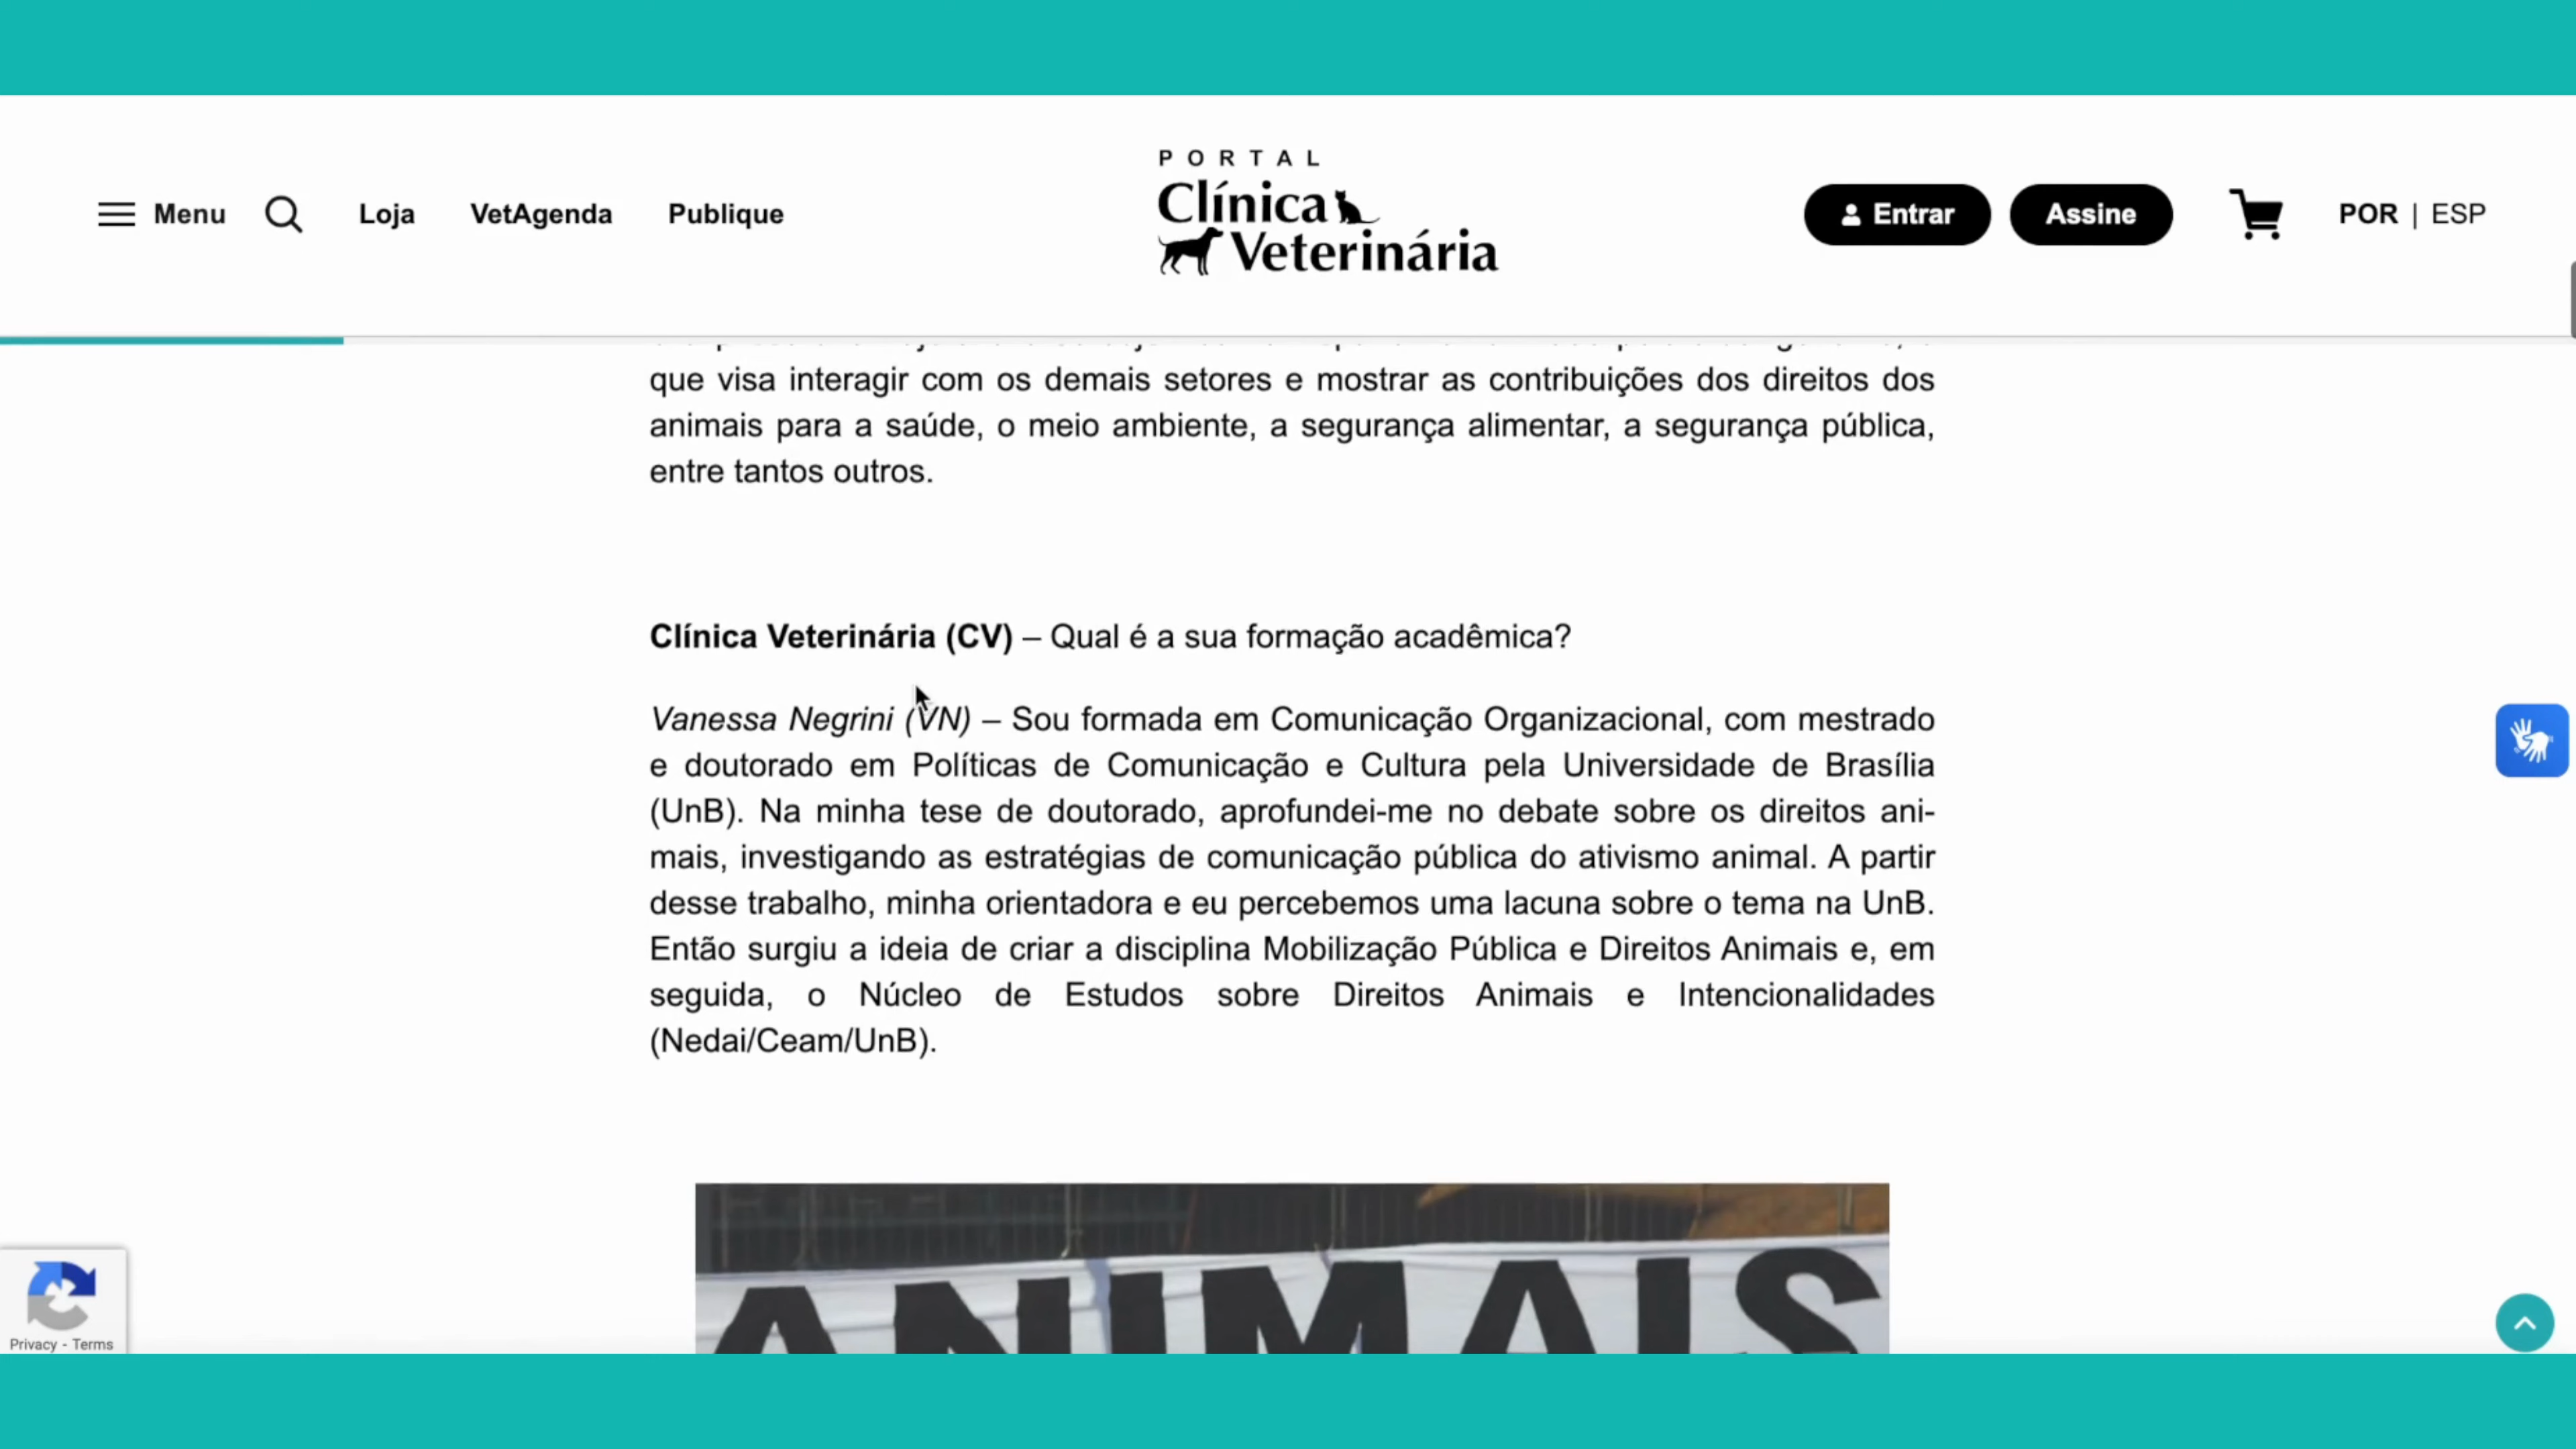 PORTAL
Clínica
Veterinária
Menu
Loja
VetAgenda
Publique
Entrar
Assine
POR | ESP
que visa interagir com os demais setores e mostrar as contribuições dos direitos dos
animais para a saúde, o meio ambiente, a segurança alimentar, a segurança pública,
entre tantos outros.
Clínica Veterinária (CV) – Qual é a sua formação acadêmica?
Vanessa Negrini (VN) – Sou formada em Comunicação Organizacional, com mestrado
e doutorado em Políticas de Comunicação e Cultura pela Universidade de Brasília
(UnB). Na minha tese de doutorado, aprofundei-me no debate sobre os direitos ani-
mais, investigando as estratégias de comunicação pública do ativismo animal. A partir
desse trabalho, minha orientadora e eu percebemos uma lacuna sobre o tema na UnB.
Então surgiu a ideia de criar a disciplina Mobilização Pública e Direitos Animais e, em
seguida, o Núcleo de Estudos sobre Direitos Animais e Intencionalidades
(Nedai/Ceam/UnB).
ANIMAIS
Privacy - Terms